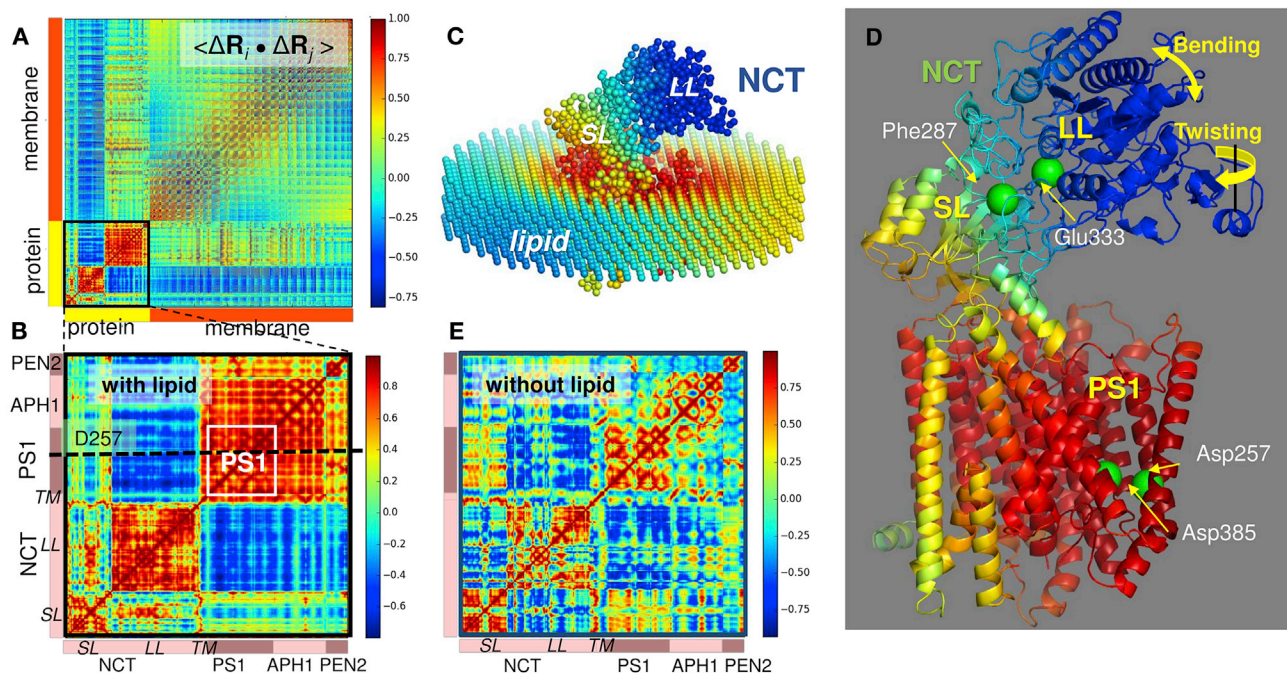 A
membrane
protein
<ΔRi • ΔRj >
1.00
0.75
0.50
0.25
0.00
−0.25
−0.50
−0.75
protein
membrane
B
with lipid
D257
PS1
PEN2
APH1
PS1
TM
LL
NCT
SL
SL
LL
TM
NCT
PS1
APH1
PEN2
0.8
0.6
0.4
0.2
0.0
−0.2
−0.4
−0.6
C
NCT
LL
SL
lipid
E
without lipid
SL
LL
TM
NCT
PS1
APH1
PEN2
0.75
0.50
0.25
0.00
−0.25
−0.50
−0.75
D
NCT
Bending
Phe287
LL
Twisting
SL
Glu333
PS1
Asp257
Asp385